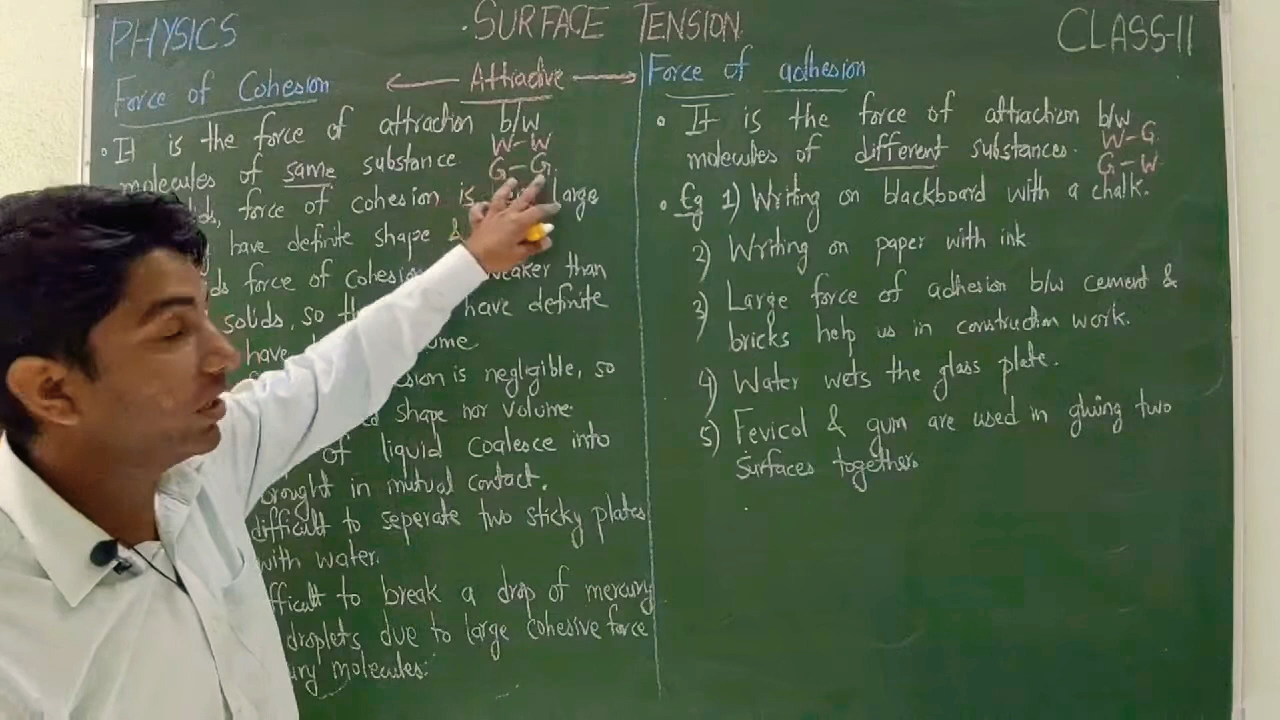 PHYSICS
SURFACE TENSION
CLASS-11
Force of Cohesion
Attractive
Force of adhesion
• It is the force of attraction b/w
W-W
molecules of same substance
G-G
force of cohesion is large
have definite shape &
force of Cohesion weaker than
solids, so have definite
have
is negligible, so
shape nor volume
of liquid Coalesce into
brought in mutual contact.
difficult to seperate two sticky plates
with water.
to break a drop of mercury
droplets due to large cohesive force
molecules.
• It is the force of attraction b/w
W-G
molecules of different substances.
G-W
• Eg 1) Writing on blackboard with a chalk.
2) Writing on paper with ink
3) Large force of adhesion b/w cement &
bricks help us in construction work.
4) Water wets the glass plate.
5) Fevicol & gum are used in gluing two
surfaces together.